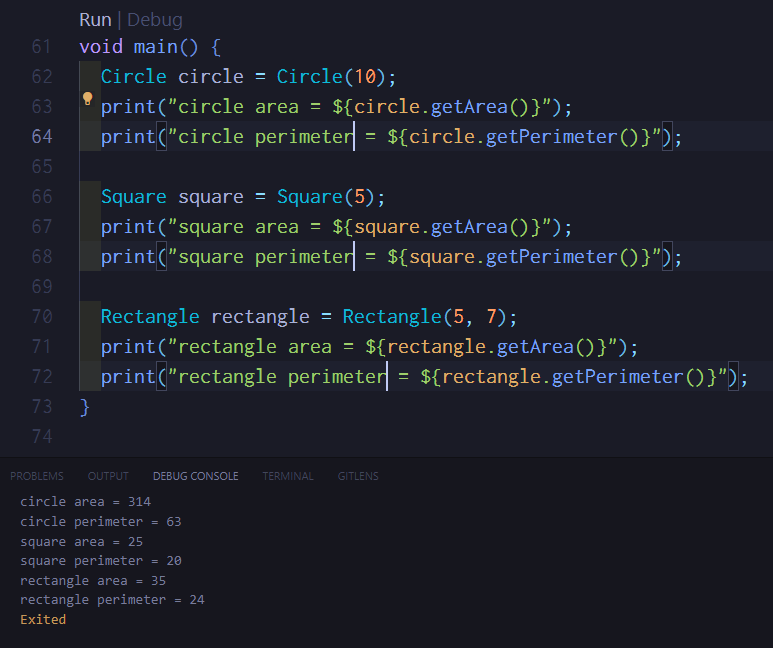 Run | Debug
61 void main() {
62 Circle circle = Circle(10);
63 print("circle area = ${circle.getArea()}");
64 print("circle perimeter = ${circle.getPerimeter()}");
65
66 Square square = Square(5);
67 print("square area = ${square.getArea()}");
68 print("square perimeter = ${square.getPerimeter()}");
69
70 Rectangle rectangle = Rectangle(5, 7);
71 print("rectangle area = ${rectangle.getArea()}");
72 print("rectangle perimeter = ${rectangle.getPerimeter()}");
73 }
74
PROBLEMS OUTPUT DEBUG CONSOLE TERMINAL GITLENS
circle area = 314
circle perimeter = 63
square area = 25
square perimeter = 20
rectangle area = 35
rectangle perimeter = 24
Exited